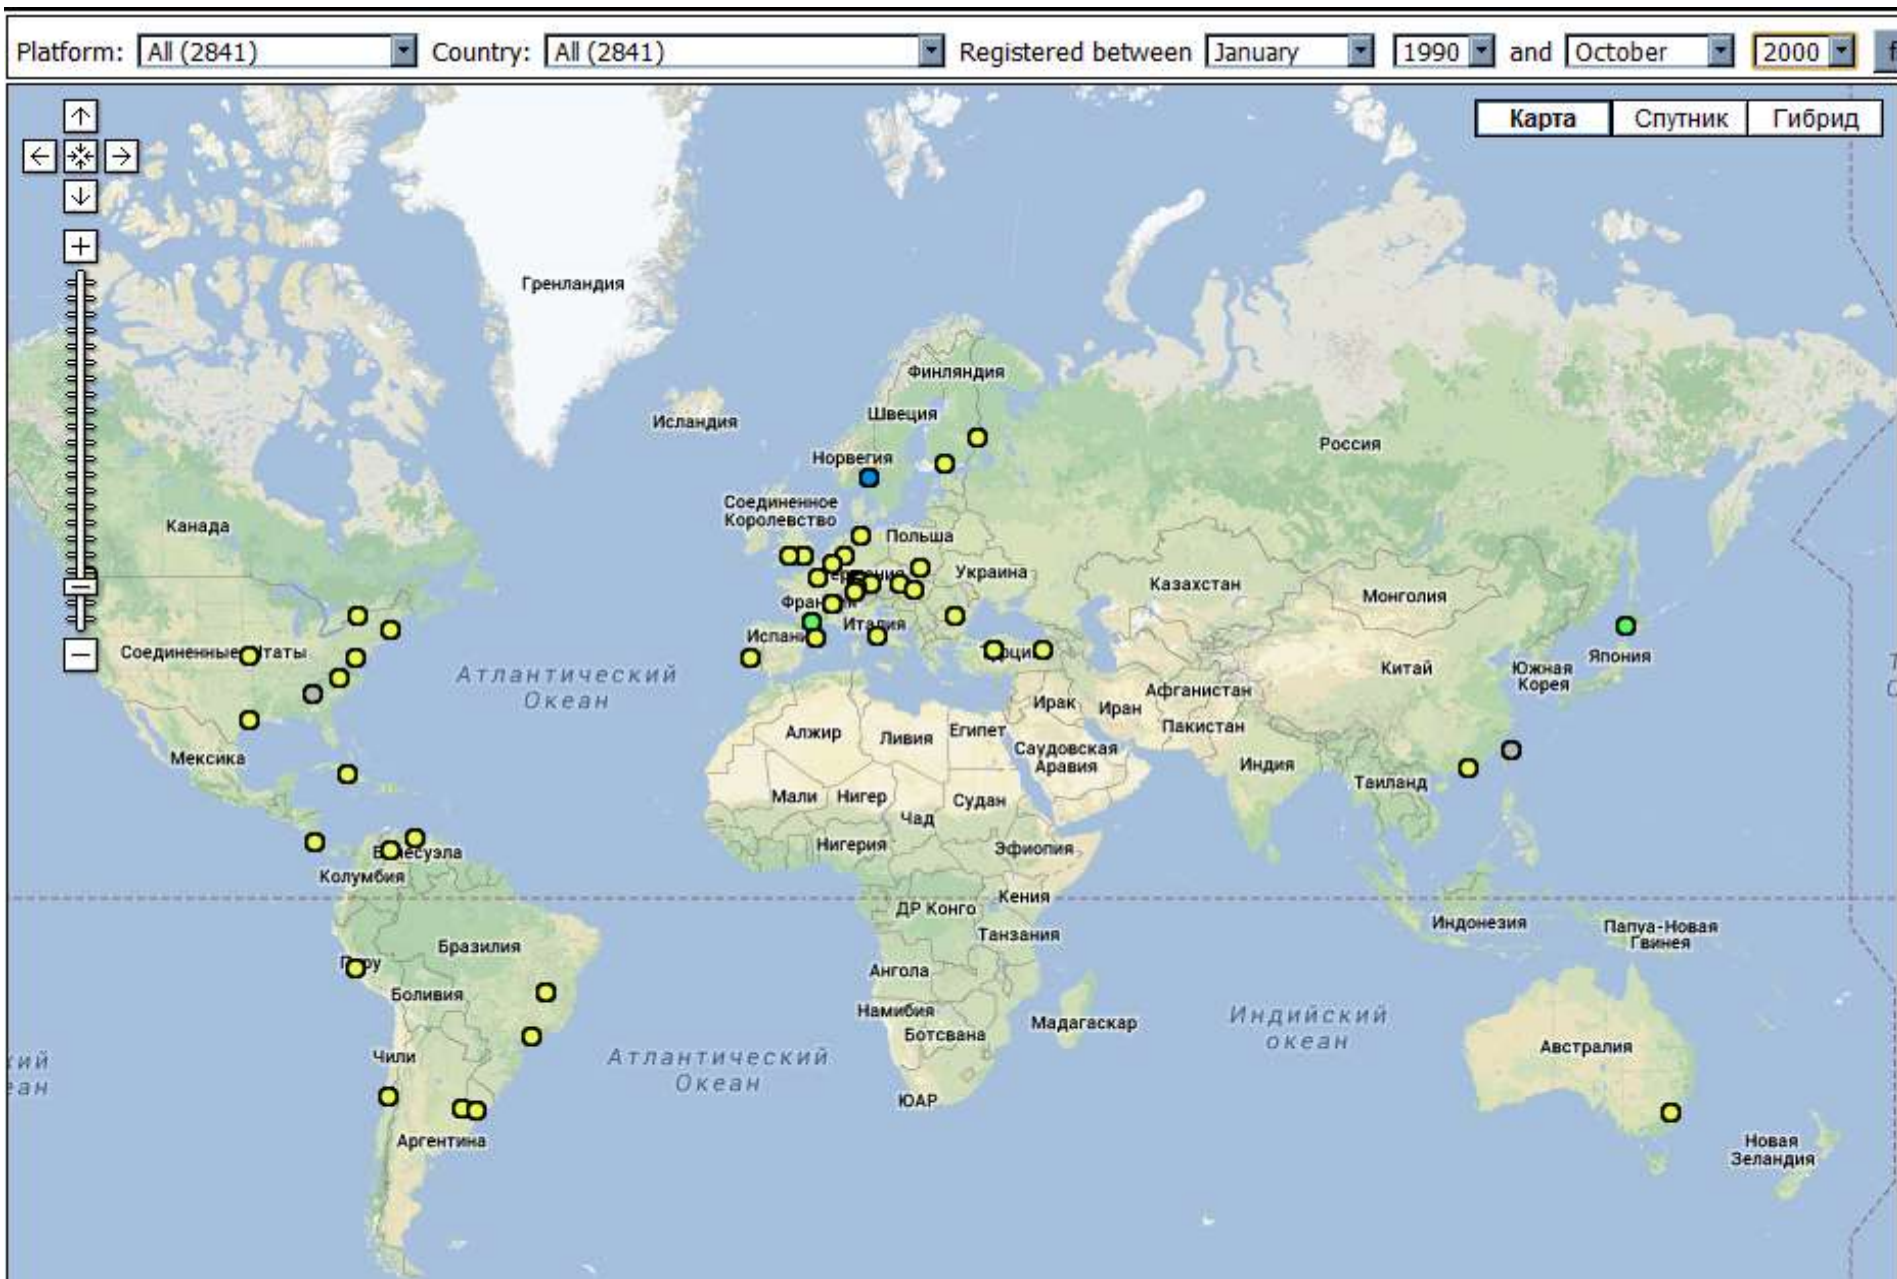 Platform: All (2841) Country: All (2841) Registered between January 1990 and October 2000
Карта Спутник Гибрид
Гренландия
Финляндия
Исландия
Швеция
Россия
Норвегия
Соединенное
Королевство
Канада
Польша
Украина
Казахстан
Монголия
Италия
Соединенные
Атлантический
Океан
Япония
Китай
Южная
Корея
Афганистан
Ирак
Иран
Пакистан
Алжир
Ливия
Египет
Саудовская
Аравия
Мексика
Индия
Таиланд
Мали
Нигер
Судан
Чад
Нигерия
Эфиопия
Колумбия
Кения
ДР Конго
Индонезия
Папуа-Новая
Гвинея
Танзания
Бразилия
Ангола
Боливия
Намибия
Мадагаскар
Индийский
океан
Ботсвана
Австралия
Чили
Атлантический
Океан
ЮАР
Аргентина
Новая
Зеландия